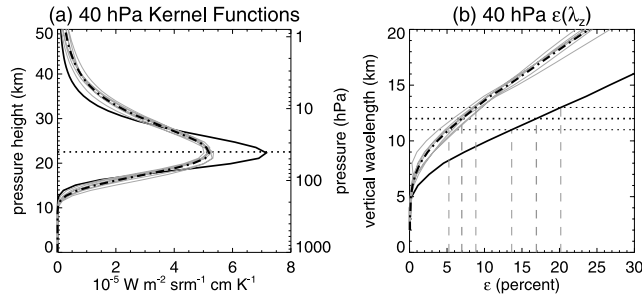 (a) 40 hPa Kernel Functions
50
40
30
20
10
0
pressure height (km)
0 2 4 6 8
10⁻⁵ W m⁻² srm⁻¹ cm K⁻¹
1
10
100
1000
pressure (hPa)
(b) 40 hPa ε(λz)
20
15
10
5
0
vertical wavelength (km)
0 5 10 15 20 25 30
ε (percent)